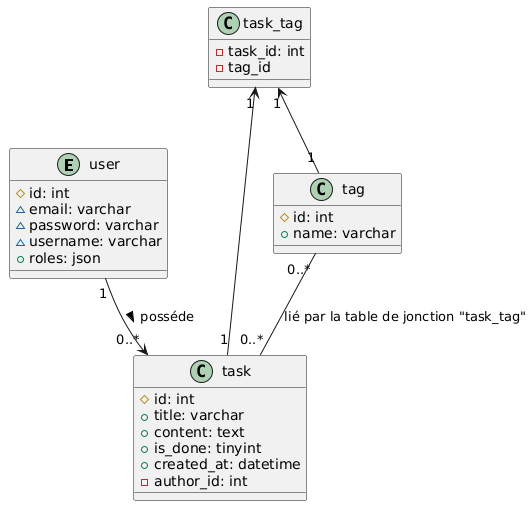 C task_tag
task_id: int
tag_id
1
1
E user
id: int
email: varchar
password: varchar
username: varchar
roles: json
1
C tag
id: int
name: varchar
1
0..*
posséde
lié par la table de jonction "task_tag"
0..*
1
0..*
C task
id: int
title: varchar
content: text
is_done: tinyint
created_at: datetime
author_id: int